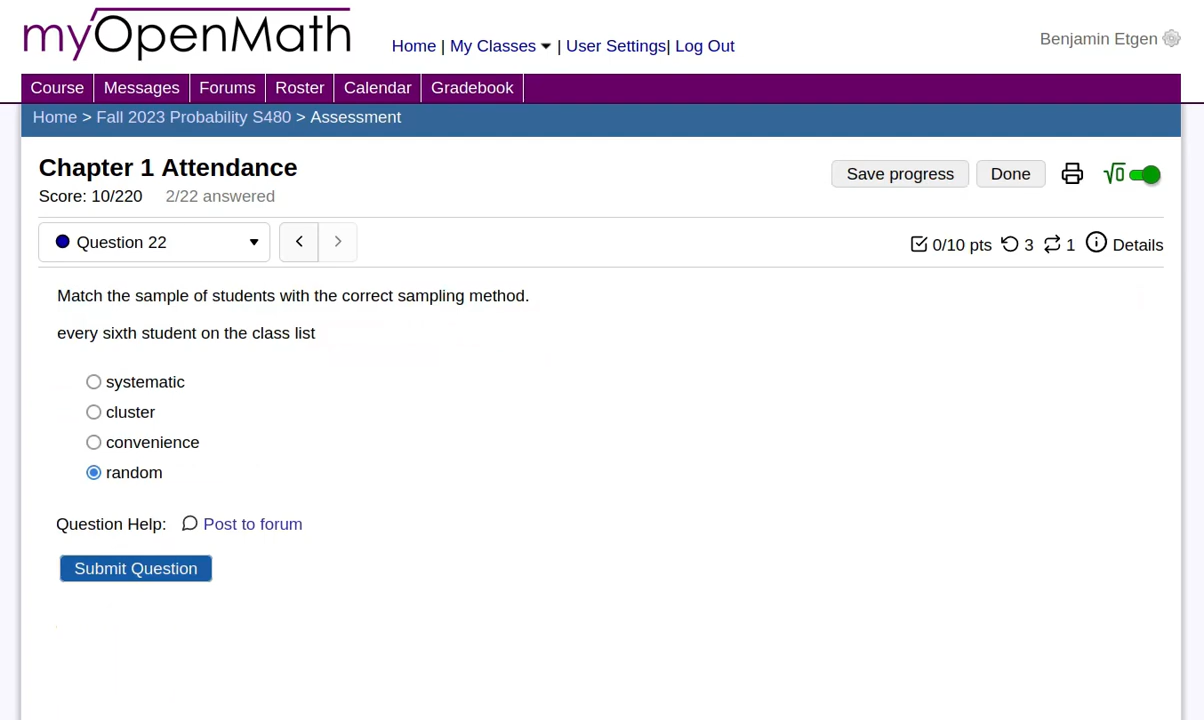 myOpenMath
Home | My Classes | User Settings| Log Out
Benjamin Etgen
Course Messages Forums Roster Calendar Gradebook
Home > Fall 2023 Probability S480 > Assessment
Chapter 1 Attendance
Save progress Done √0
Score: 10/220 2/22 answered
Question 22 < > 0/10 pts 3 1 Details
Match the sample of students with the correct sampling method.
every sixth student on the class list
systematic
cluster
convenience
random
Question Help: Post to forum
Submit Question